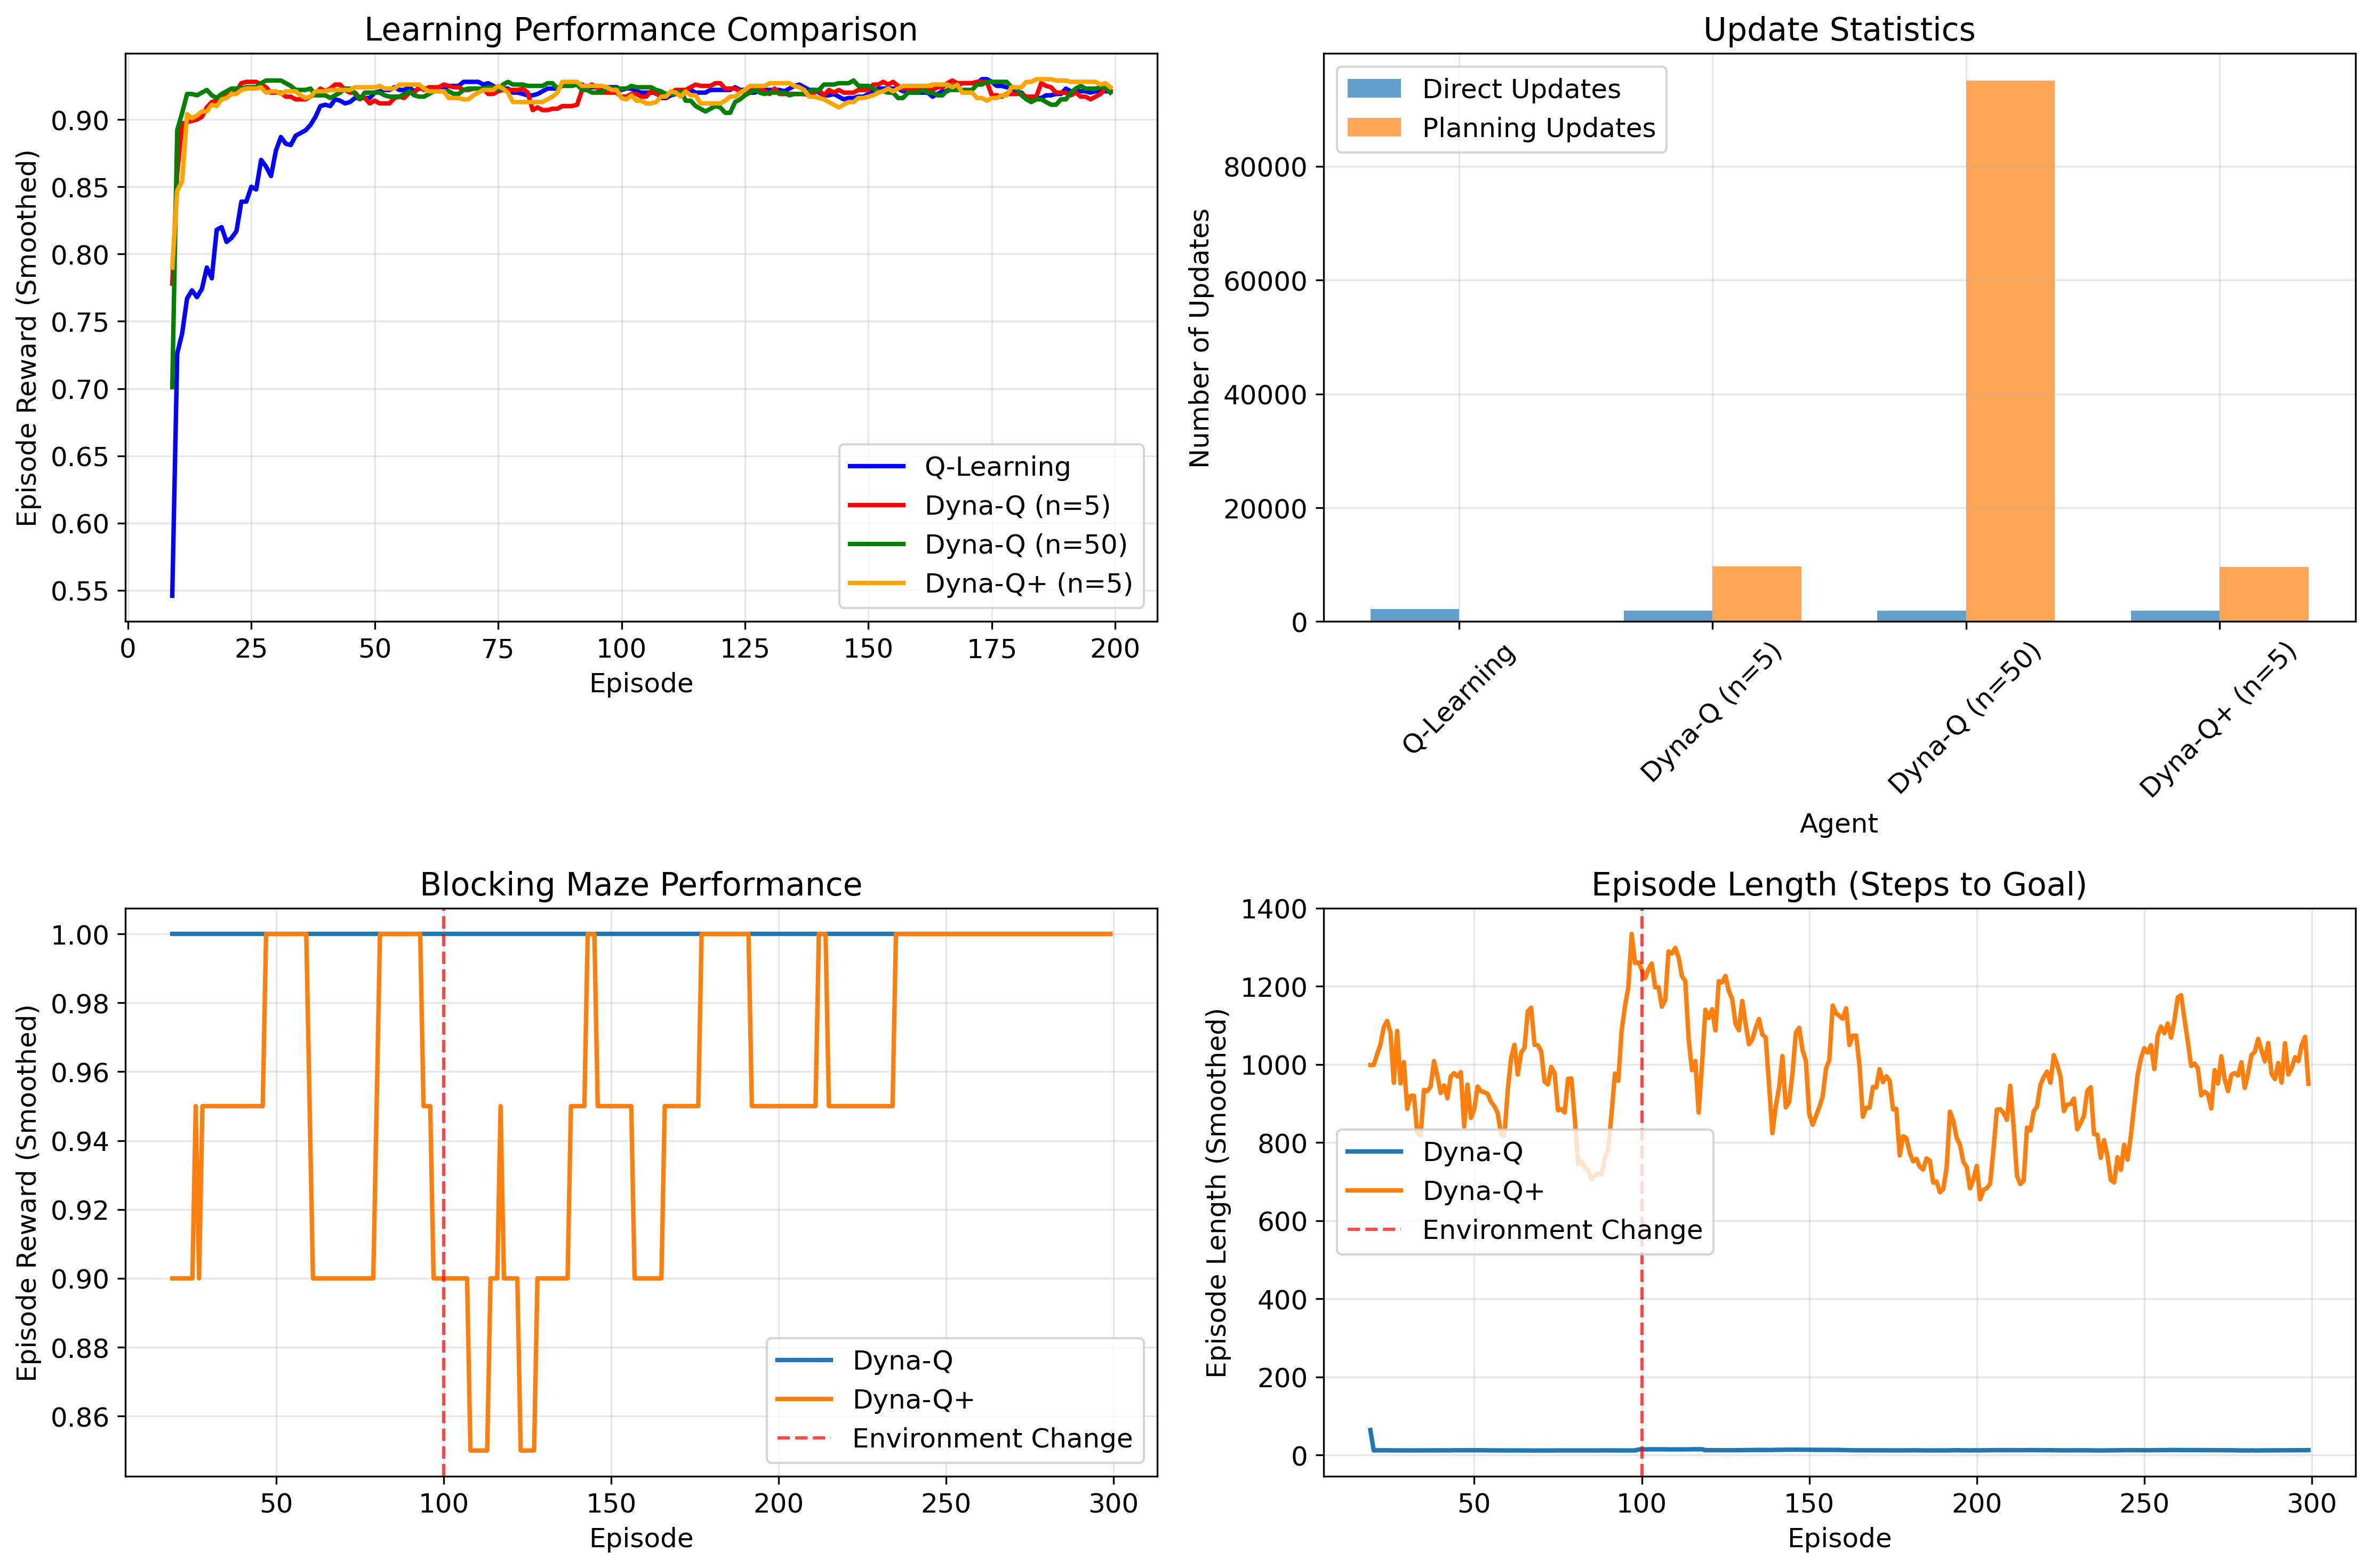 Learning Performance Comparison
Episode Reward (Smoothed)
0.90
0.85
0.80
0.75
0.70
0.65
0.60
0.55
Q-Learning
Dyna-Q (n=5)
Dyna-Q (n=50)
Dyna-Q+ (n=5)
0 25 50 75 100 125 150 175 200
Episode
Update Statistics
Number of Updates
80000
60000
40000
20000
0
Direct Updates
Planning Updates
Q-Learning
Dyna-Q (n=5)
Dyna-Q (n=50)
Dyna-Q+ (n=5)
Agent
Blocking Maze Performance
Episode Reward (Smoothed)
1.00
0.98
0.96
0.94
0.92
0.90
0.88
0.86
Dyna-Q
Dyna-Q+
Environment Change
50 100 150 200 250 300
Episode
Episode Length (Steps to Goal)
Episode Length (Smoothed)
1400
1200
1000
800
600
400
200
0
Dyna-Q
Dyna-Q+
Environment Change
50 100 150 200 250 300
Episode